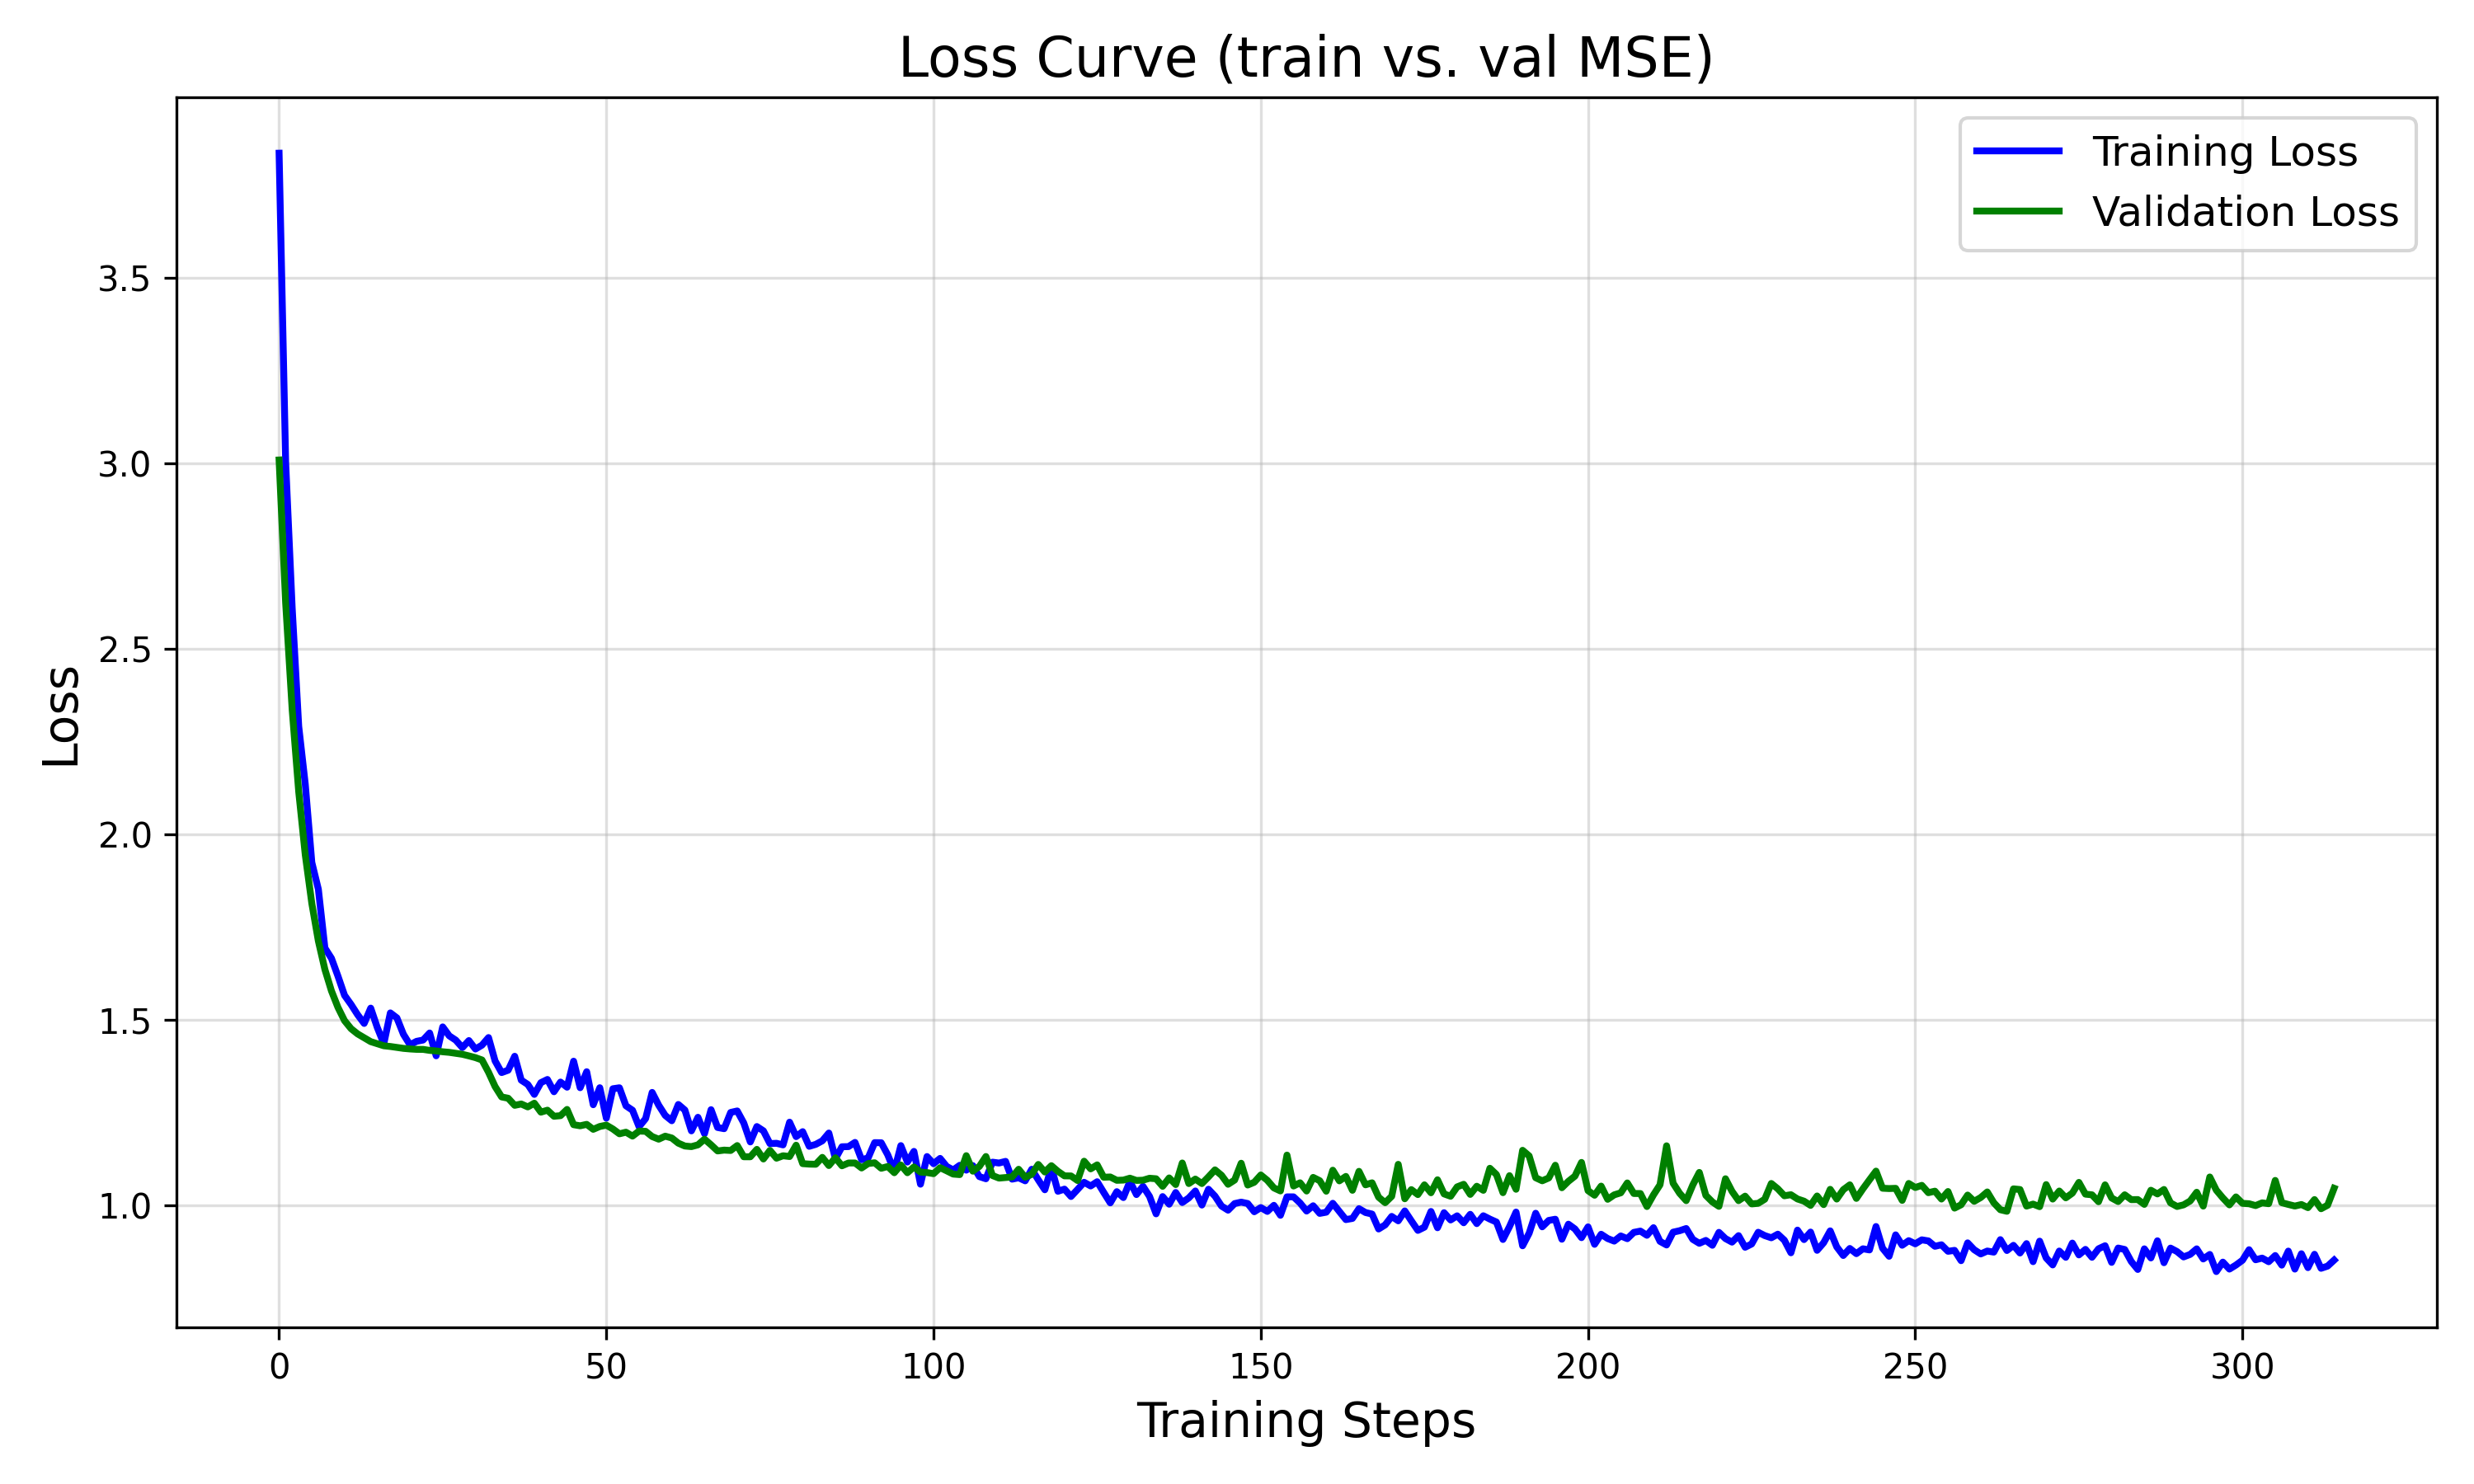 Loss Curve (train vs. val MSE)
Training Loss
Validation Loss
Loss
3.5
3.0
2.5
2.0
1.5
1.0
0 50 100 150 200 250 300
Training Steps